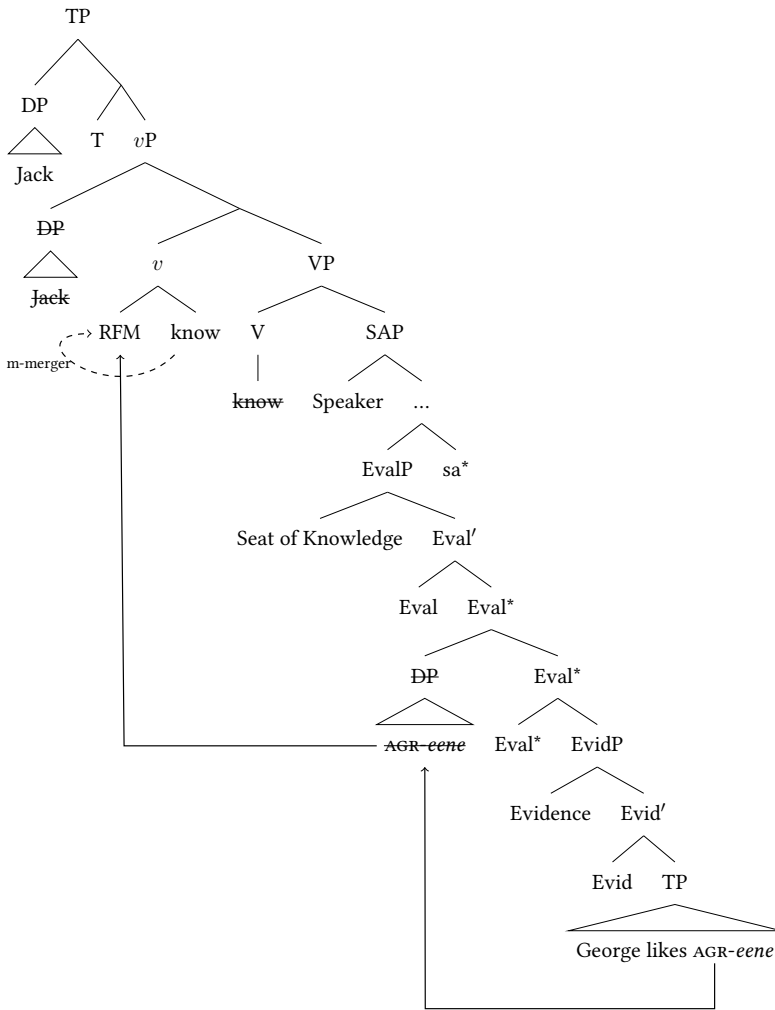 TP
DP
T vP
Jack
DP
v VP
Jack
RFM know V SAP
m-merger
know Speaker ...
EvalP sa*
Seat of Knowledge Eval′
Eval Eval*
DP Eval*
AGR-eene Eval* EvidP
Evidence Evid′
Evid TP
George likes AGR-eene